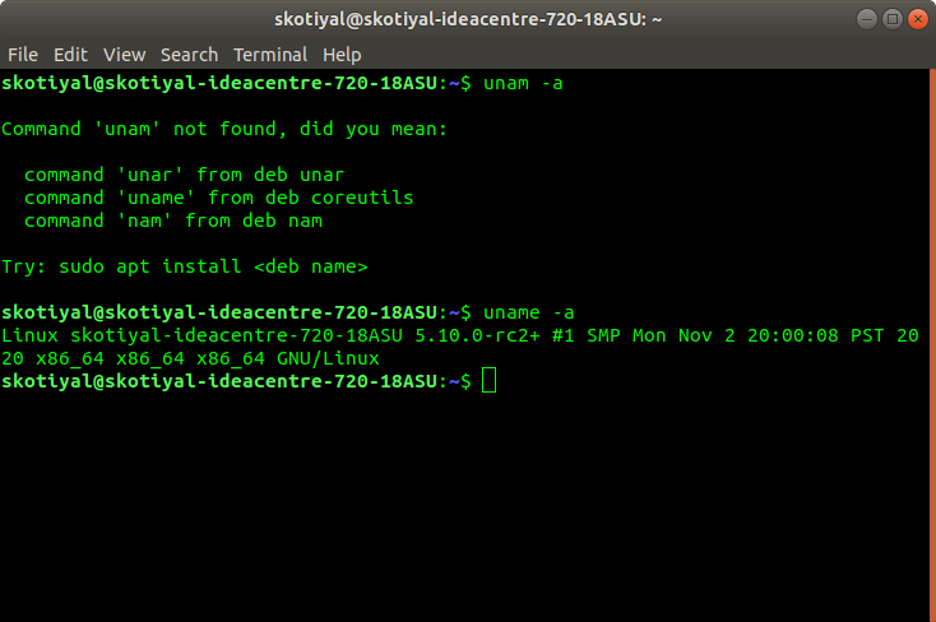 skotiyal@skotiyal-ideacentre-720-18ASU: ~
File Edit View Search Terminal Help
skotiyal@skotiyal-ideacentre-720-18ASU:~$ unam -a
Command 'unam' not found, did you mean:
command 'unar' from deb unar
command 'uname' from deb coreutils
command 'nam' from deb nam
Try: sudo apt install <deb name>
skotiyal@skotiyal-ideacentre-720-18ASU:~$ uname -a
Linux skotiyal-ideacentre-720-18ASU 5.10.0-rc2+ #1 SMP Mon Nov 2 20:00:08 PST 20
20 x86_64 x86_64 x86_64 GNU/Linux
skotiyal@skotiyal-ideacentre-720-18ASU:~$